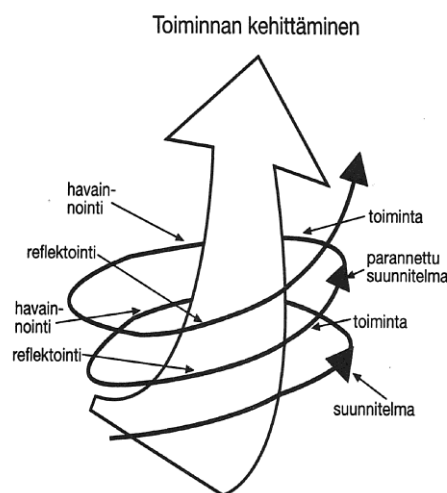 Toiminnan kehittäminen
havain-
nointi
toiminta
reflektointi
parannettu
suunnitelma
havain-
nointi
toiminta
reflektointi
suunnitelma